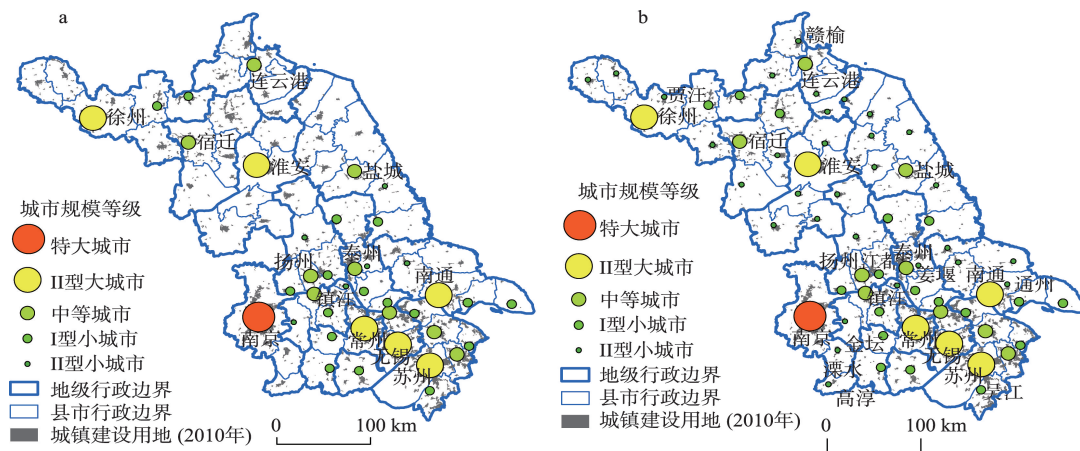 a
连云港
徐州
宿迁
淮安
盐城
扬州
泰州
镇江
南通
南京
常州
无锡
苏州
城市规模等级
特大城市
II型大城市
中等城市
I型小城市
II型小城市
地级行政边界
县市行政边界
城镇建设用地 (2010年)
0 100 km
b
赣榆
连云港
贾汪
徐州
宿迁
淮安
盐城
扬州
江都
泰州
姜堰
镇江
南通
通州
南京
常州
金坛
无锡
溧水
苏州
吴江
高淳
城市规模等级
特大城市
II型大城市
中等城市
I型小城市
II型小城市
地级行政边界
县市行政边界
城镇建设用地 (2010年)
0 100 km